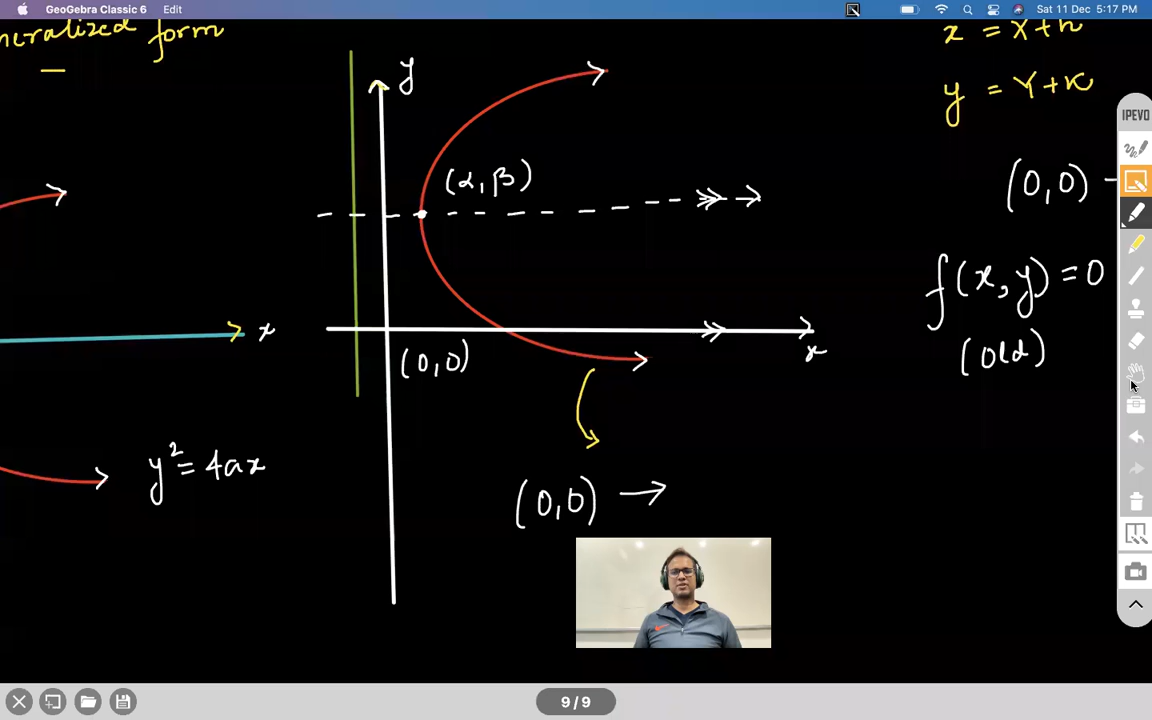 GeoGebra Classic 6 Edit
Sat 11 Dec 5:17 PM
neralized form
x = X+h
y = Y+K
y
IPEVO
(α, β)
(0,0) –
f(x,y) = 0
x
x
(0,0)
(Old)
y² = 4ax
(0,0) →
9 / 9